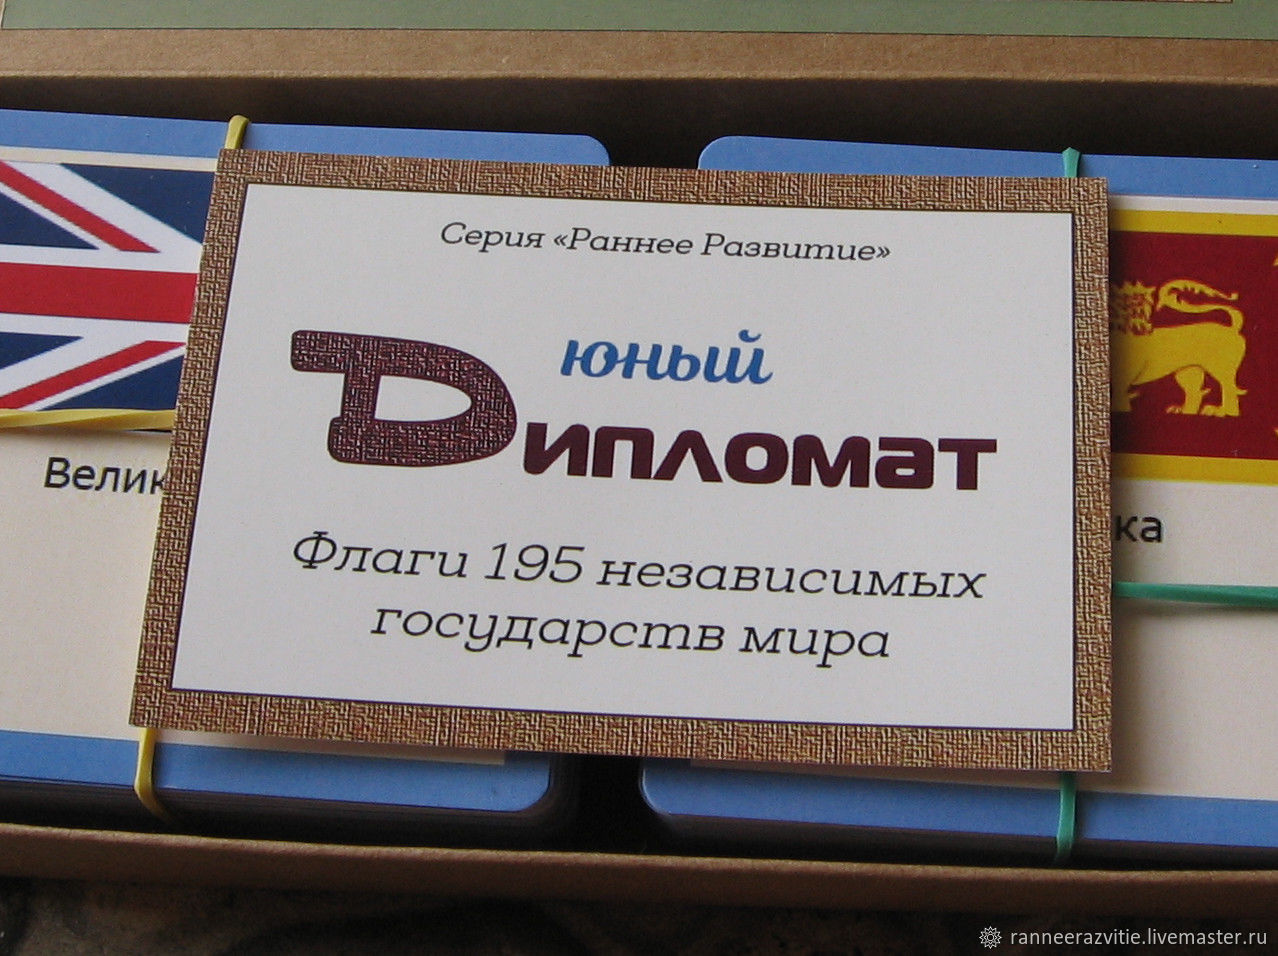 Серия «Раннее Развитие»
юный
Дипломат
Флаги 195 независимых
государств мира
Велик
ка
ranneerazvitie.livemaster.ru